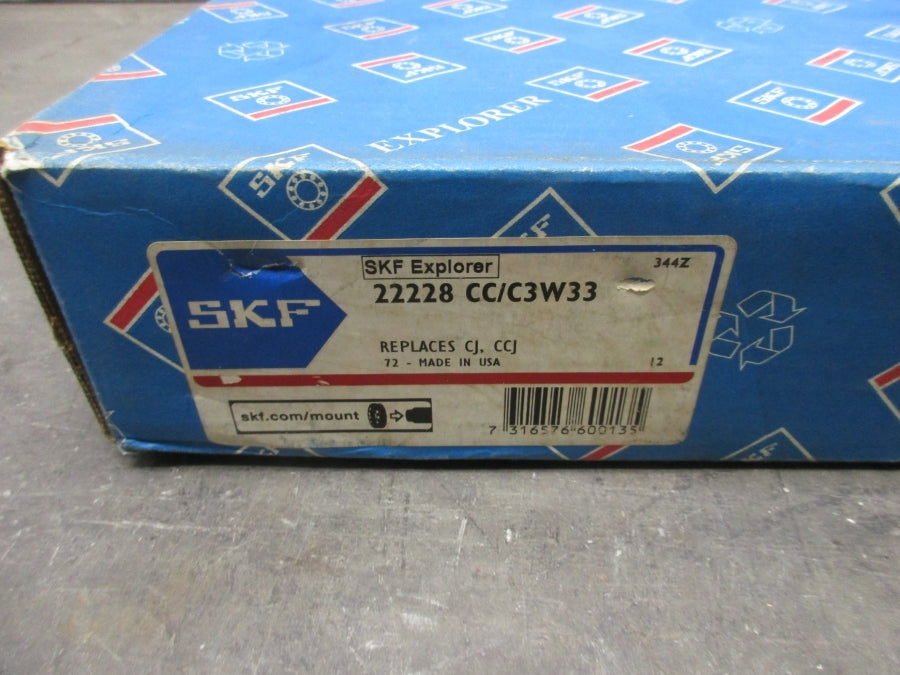 EXPLORER
SKF
SKF Explorer
344Z
22228 CC/C3W33
SKF
REPLACES CJ, CCJ
72 - MADE IN USA
12
skf.com/mount
7 316576 600135